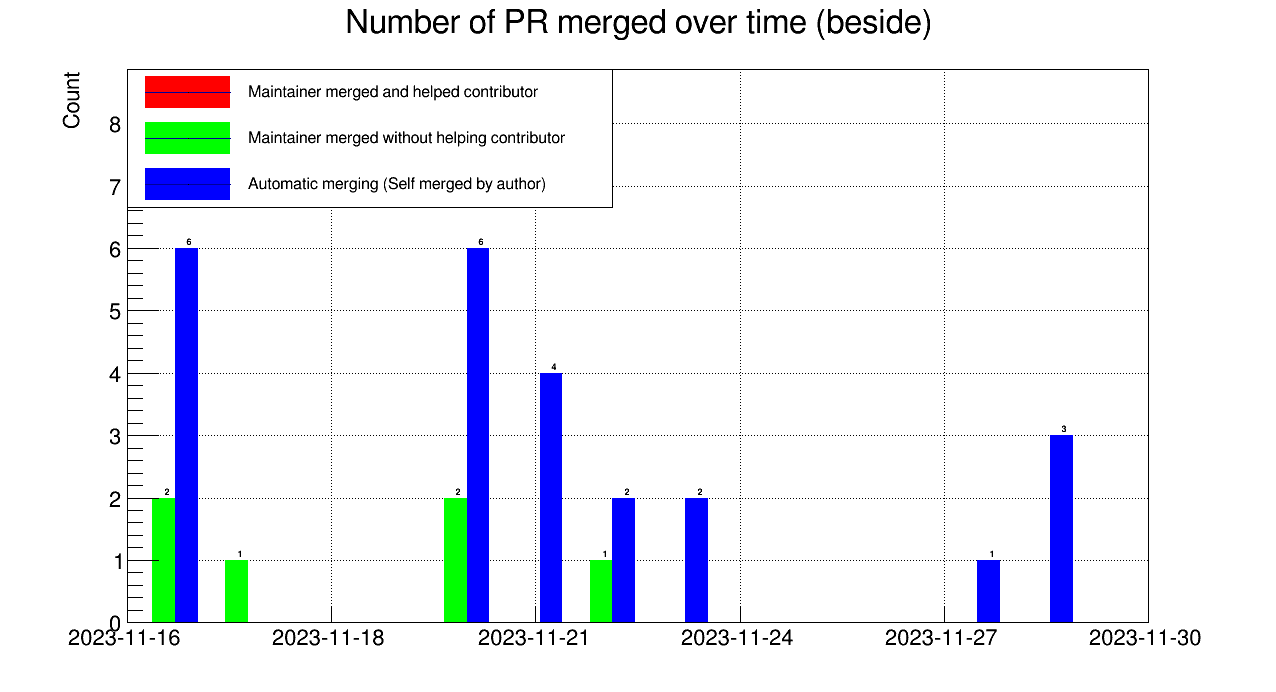 Number of PR merged over time (beside)
Count
Maintainer merged and helped contributor
Maintainer merged without helping contributor
Automatic merging (Self merged by author)
8
7
6
5
4
3
2
1
0
2 6 1 2 6 4 1 2 2 1 3
2023-11-16 2023-11-18 2023-11-21 2023-11-24 2023-11-27 2023-11-30